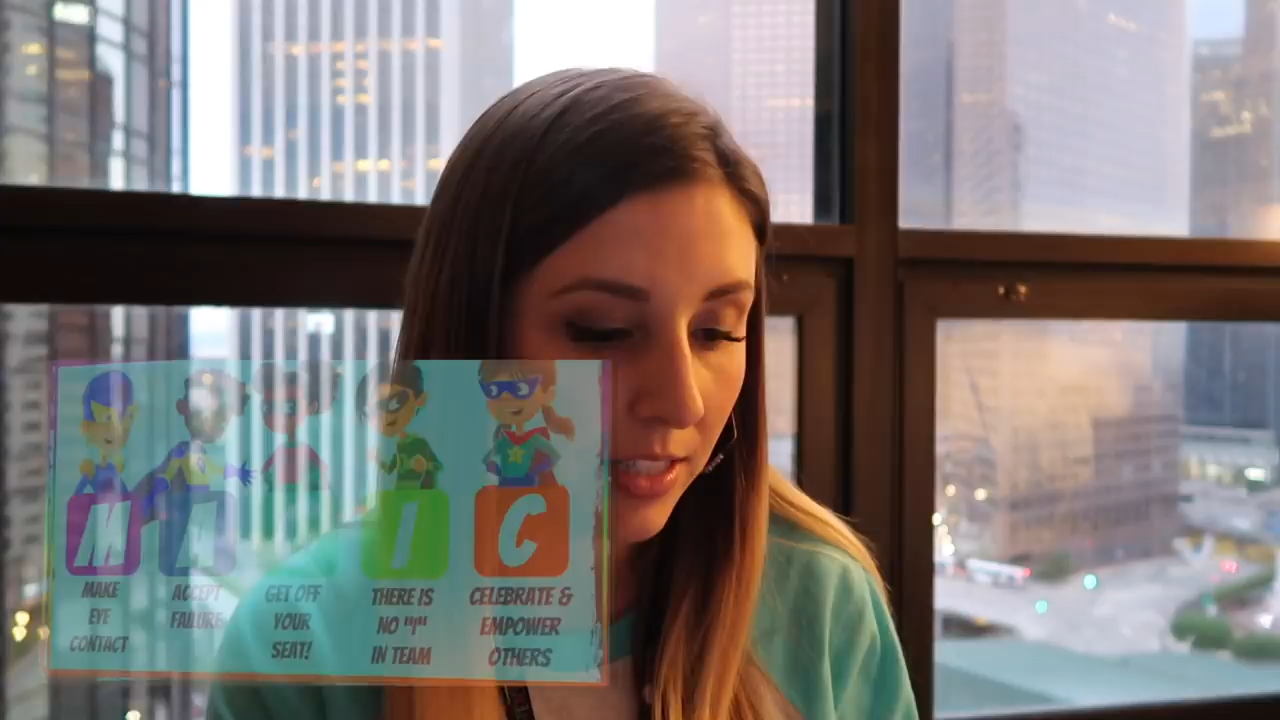 M A I C
MAKE EYE CONTACT
ACCEPT FAILURE
GET OFF YOUR SEAT!
THERE IS NO "I" IN TEAM
CELEBRATE & EMPOWER OTHERS